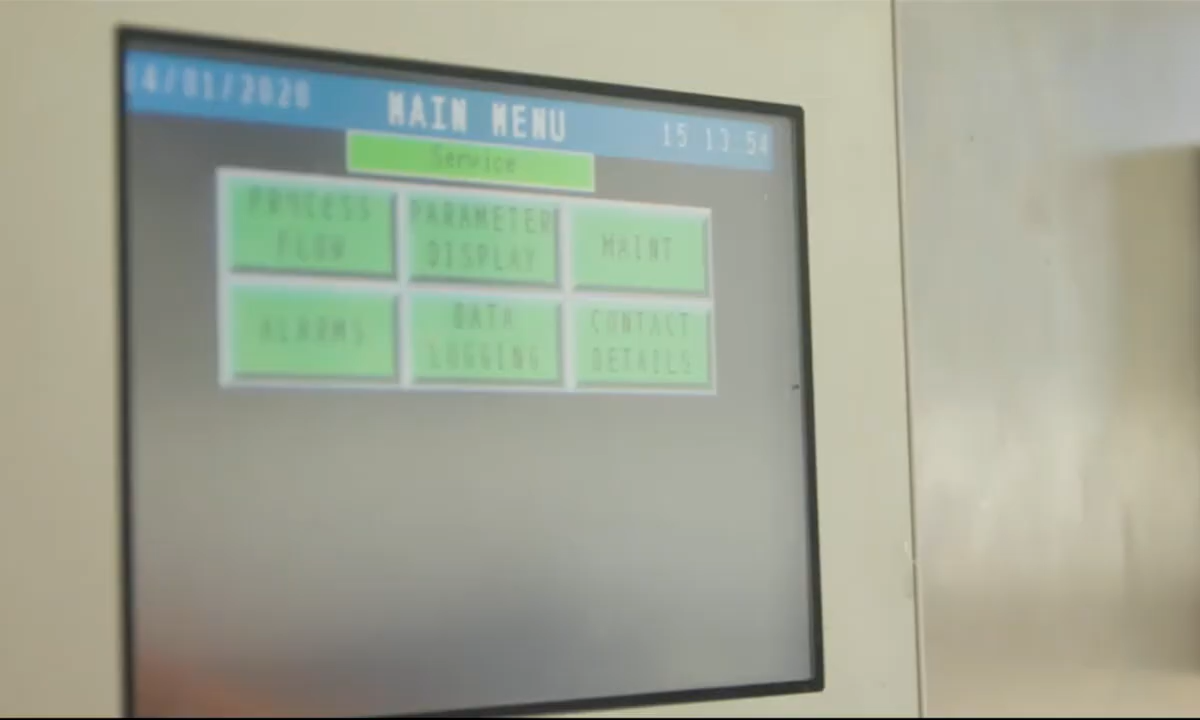 14/01/2020
MAIN MENU
15 13:54
Service
PROCESS
FLOW
PARAMETER
DISPLAY
MAINT
ALARMS
DATA
LOGGING
CONTACT
DETAILS